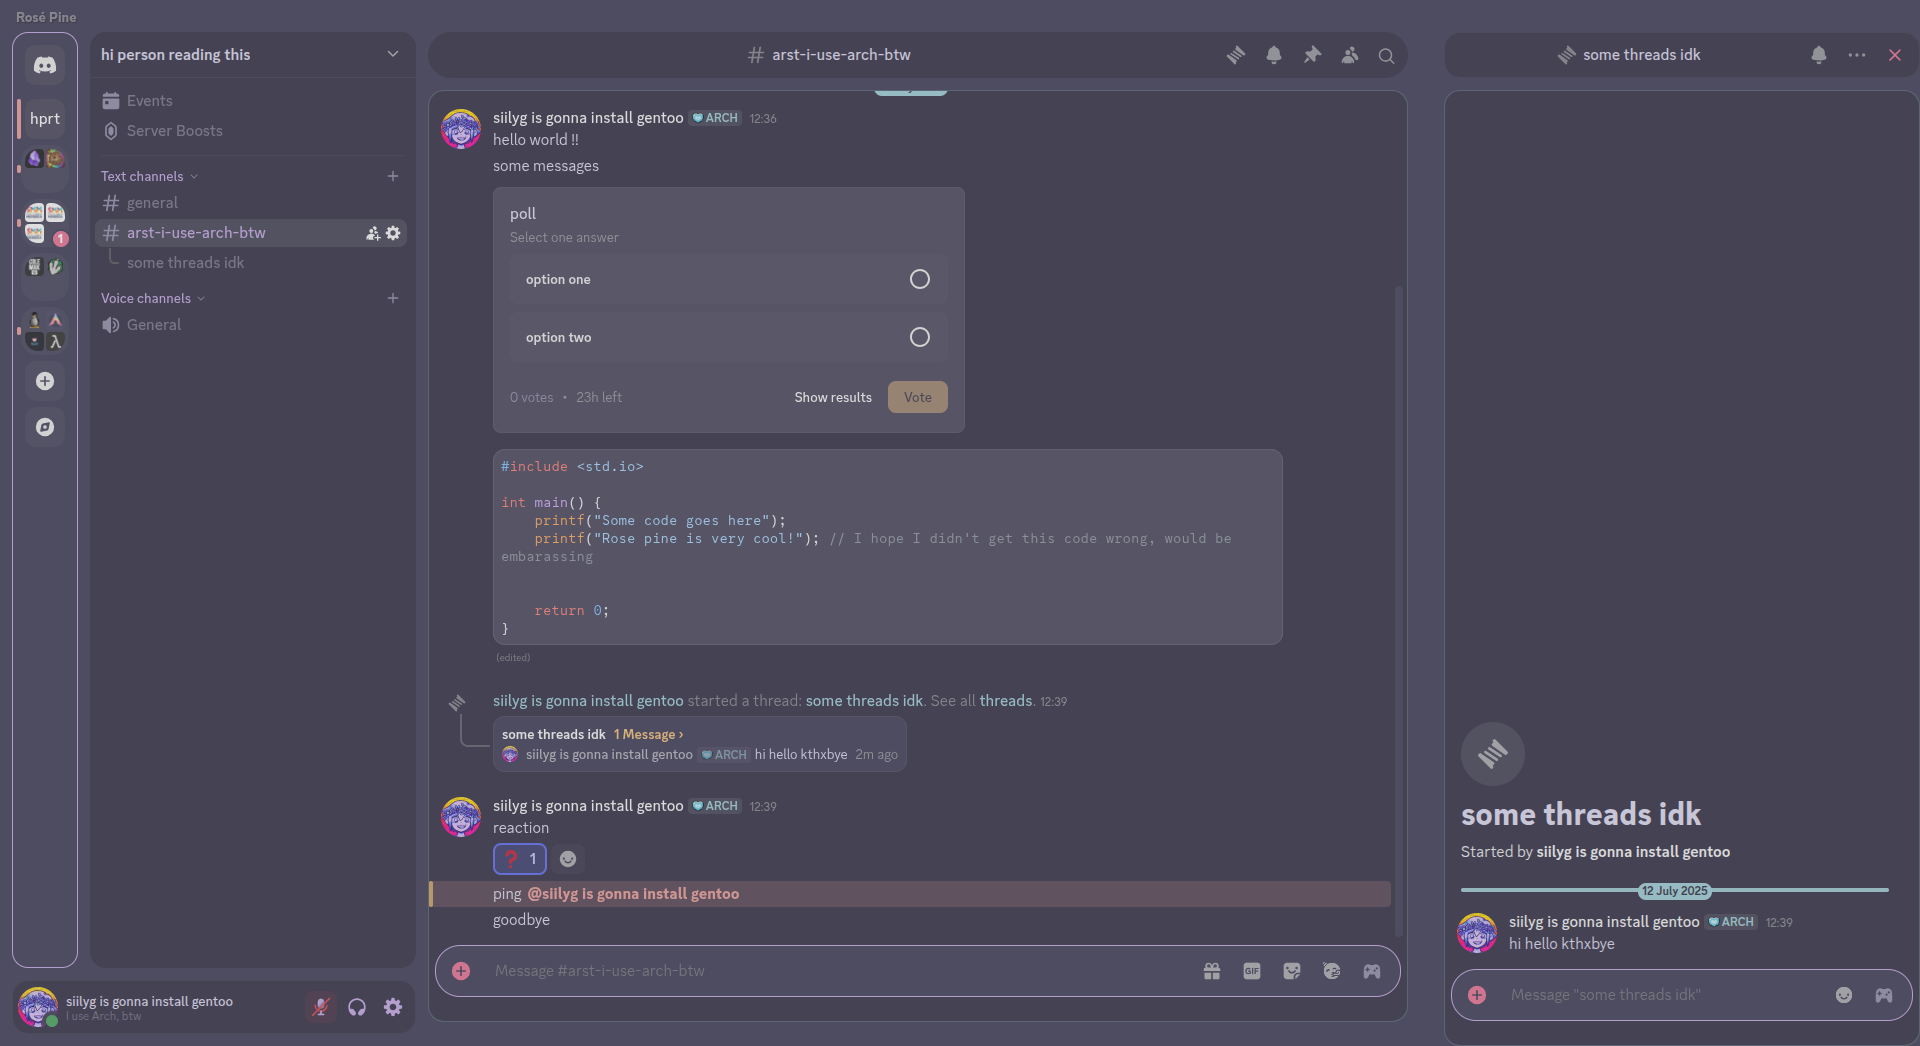 Rosé Pine
hprt
1
hi person reading this
Events
Server Boosts
Text channels
general
arst-i-use-arch-btw
some threads idk
Voice channels
General
siilyg is gonna install gentoo
I use Arch, btw
arst-i-use-arch-btw
siilyg is gonna install gentoo ARCH 12:36
hello world !!
some messages
poll
Select one answer
option one
option two
0 votes • 23h left Show results Vote
#include <std.io>
int main() {
printf("Some code goes here");
printf("Rose pine is very cool!"); // I hope I didn't get this code wrong, would be
embarassing
return 0;
}
(edited)
siilyg is gonna install gentoo started a thread: some threads idk. See all threads. 12:39
some threads idk 1 Message ›
siilyg is gonna install gentoo ARCH hi hello kthxbye 2m ago
siilyg is gonna install gentoo ARCH 12:39
reaction
❓ 1
ping @siilyg is gonna install gentoo
goodbye
Message #arst-i-use-arch-btw
GIF
some threads idk
some threads idk
Started by siilyg is gonna install gentoo
12 July 2025
siilyg is gonna install gentoo ARCH 12:39
hi hello kthxbye
Message "some threads idk"